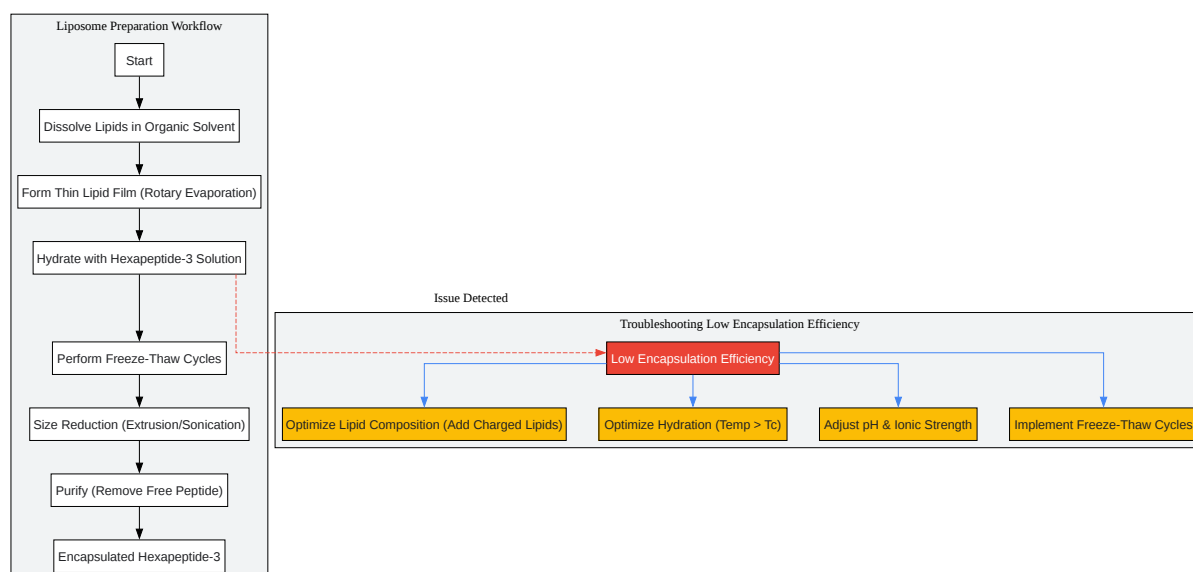 Liposome Preparation Workflow
Start
Dissolve Lipids in Organic Solvent
Form Thin Lipid Film (Rotary Evaporation)
Hydrate with Hexapeptide-3 Solution
Perform Freeze-Thaw Cycles
Size Reduction (Extrusion/Sonication)
Purify (Remove Free Peptide)
Encapsulated Hexapeptide-3
Issue Detected
Troubleshooting Low Encapsulation Efficiency
Low Encapsulation Efficiency
Optimize Lipid Composition (Add Charged Lipids)
Optimize Hydration (Temp > Tc)
Adjust pH & Ionic Strength
Implement Freeze-Thaw Cycles